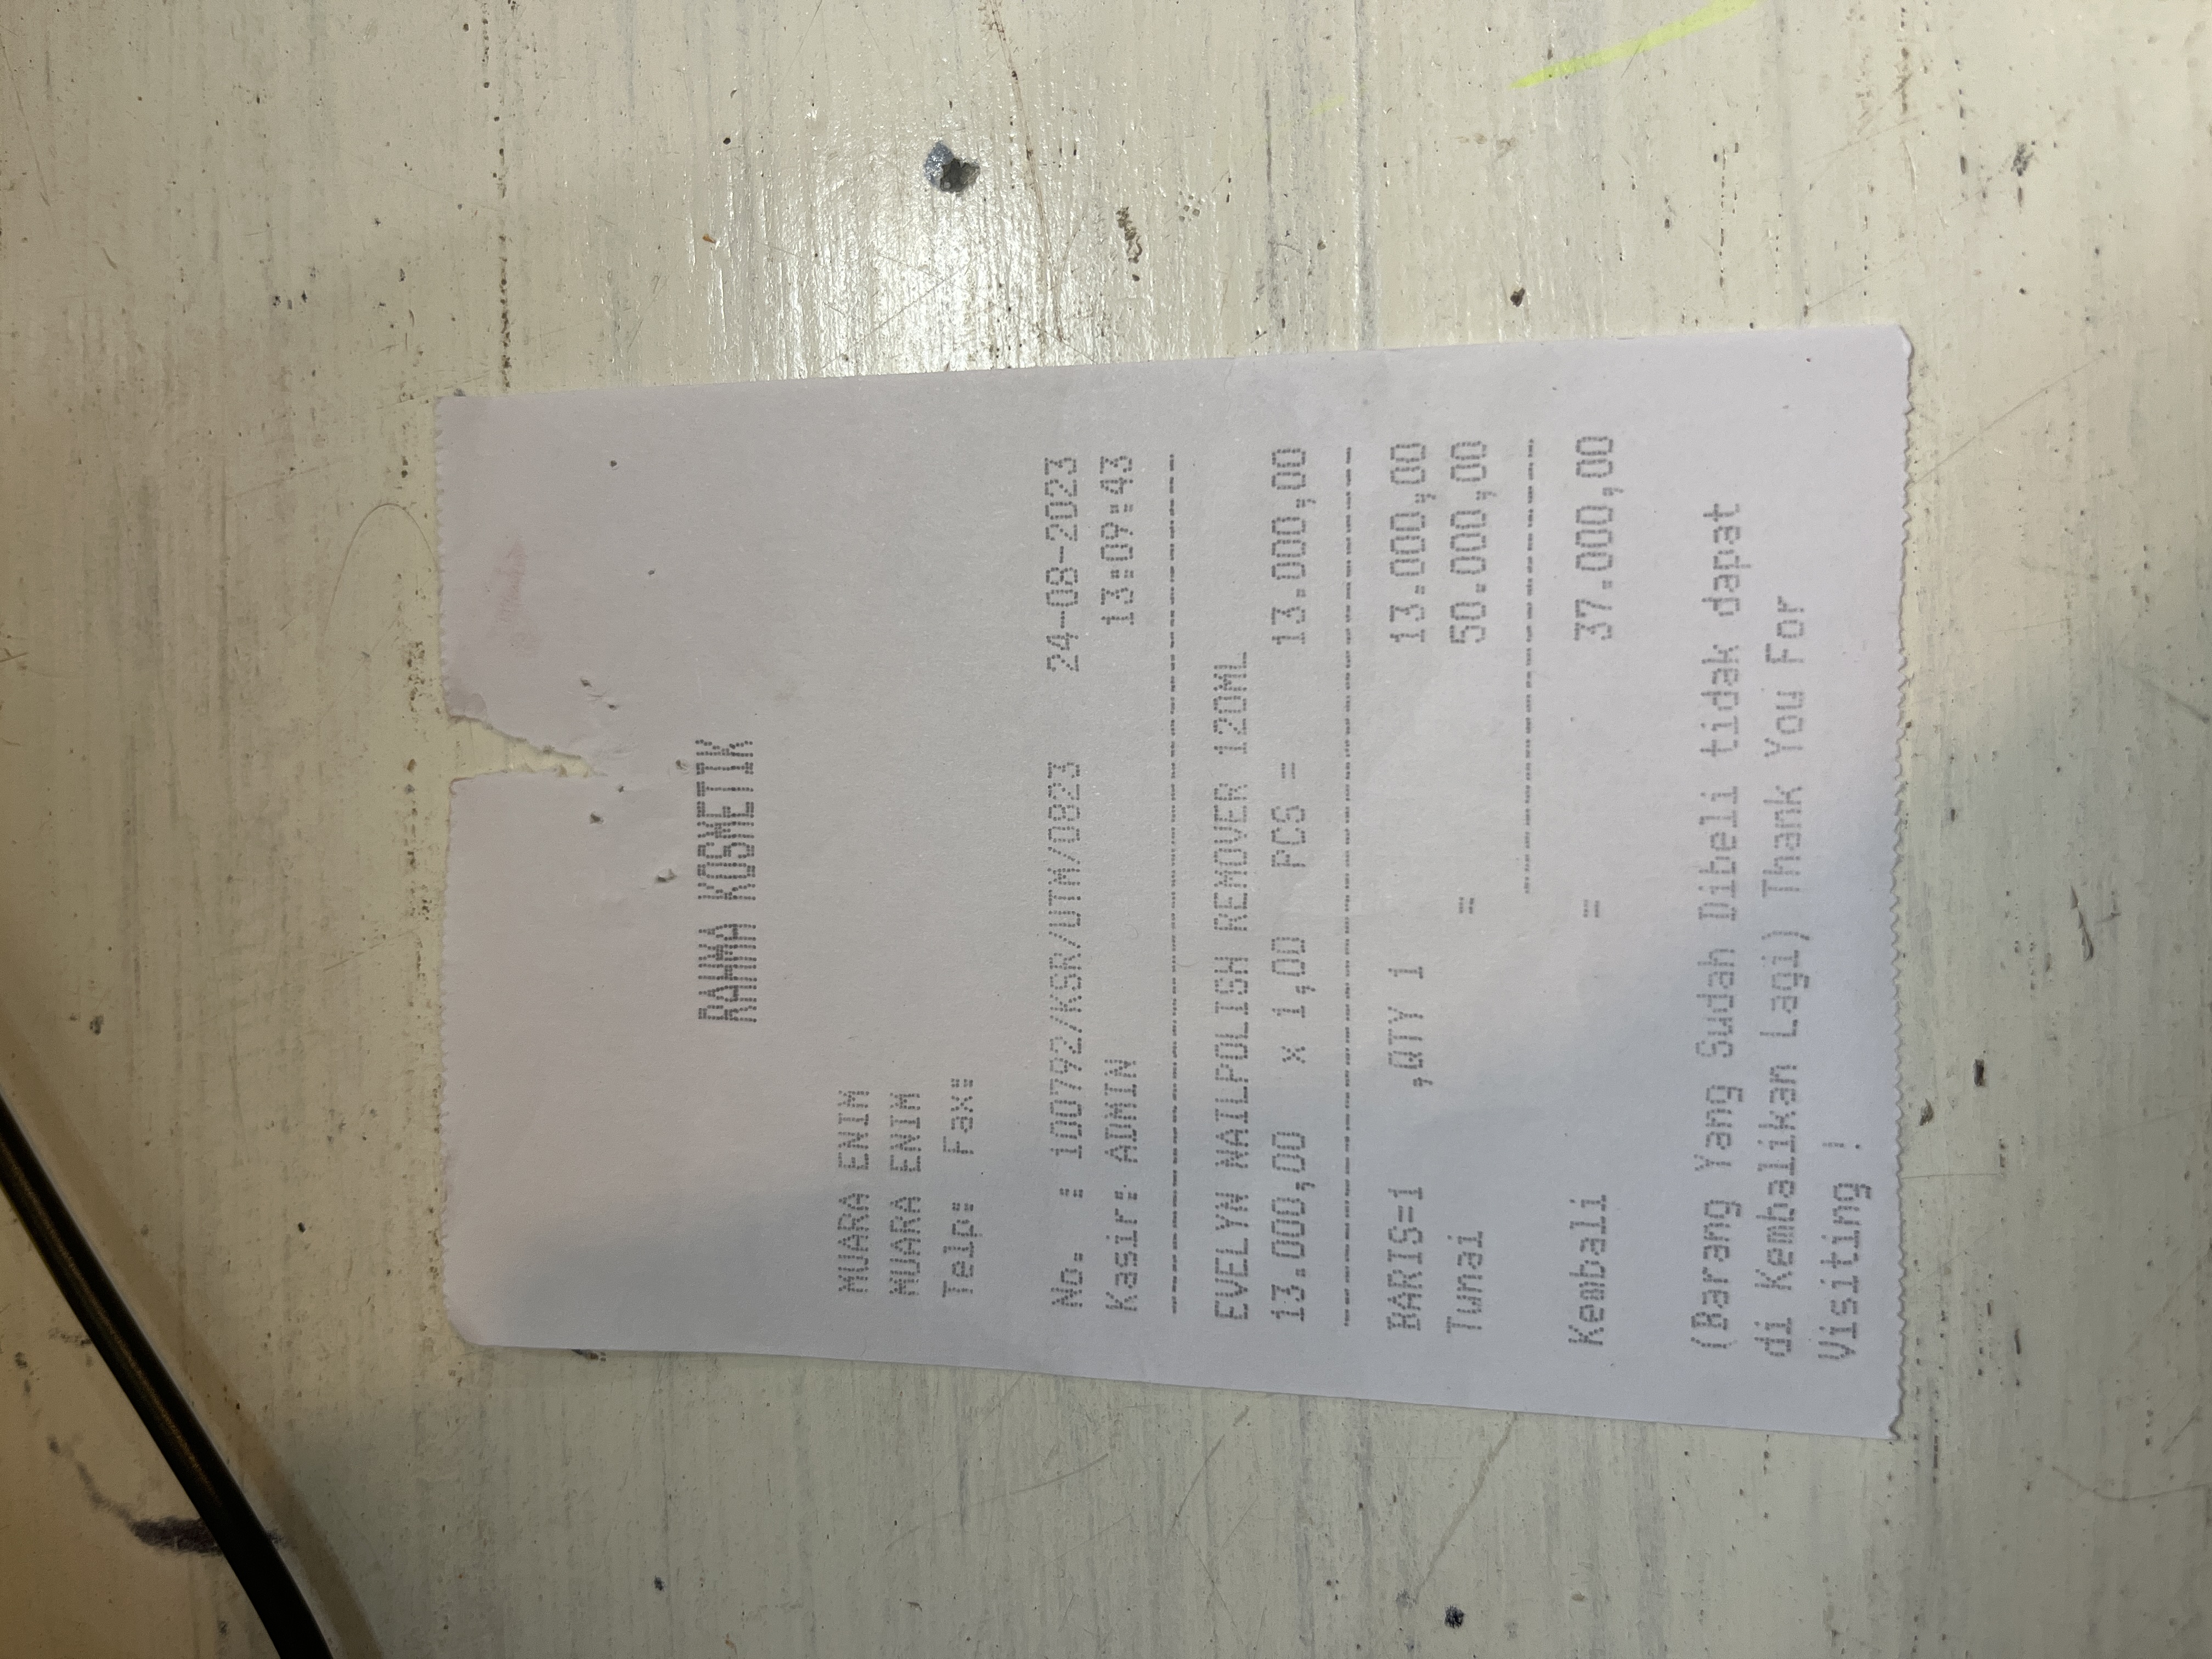 RAHMA KOSMETIK
MUARA ENIM
MUARA ENIM
Telp: Fax:
No. : 100792/KSR/UTM/0823 24-08-2023
Kasir: ADMIN 13:09:43
EVELYN NAILPOLISH REMOVER 120ML
13.000,00 x 1,00 PCS = 13.000,00
BARIS=1 ,QTY 1 13.000,00
Tunai = 50.000,00
Kembali = 37.000,00
(Barang Yang Sudah Dibeli tidak dapat
di Kembalikan Lagi) Thank You For
Visiting !